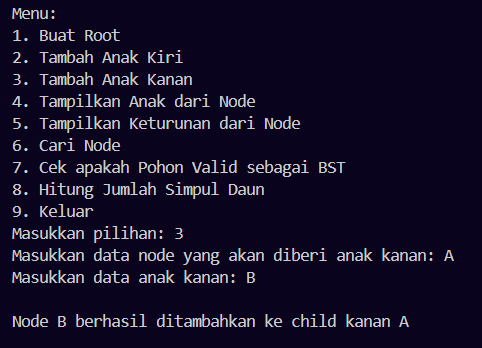 Menu:
1. Buat Root
2. Tambah Anak Kiri
3. Tambah Anak Kanan
4. Tampilkan Anak dari Node
5. Tampilkan Keturunan dari Node
6. Cari Node
7. Cek apakah Pohon Valid sebagai BST
8. Hitung Jumlah Simpul Daun
9. Keluar
Masukkan pilihan: 3
Masukkan data node yang akan diberi anak kanan: A
Masukkan data anak kanan: B
Node B berhasil ditambahkan ke child kanan A